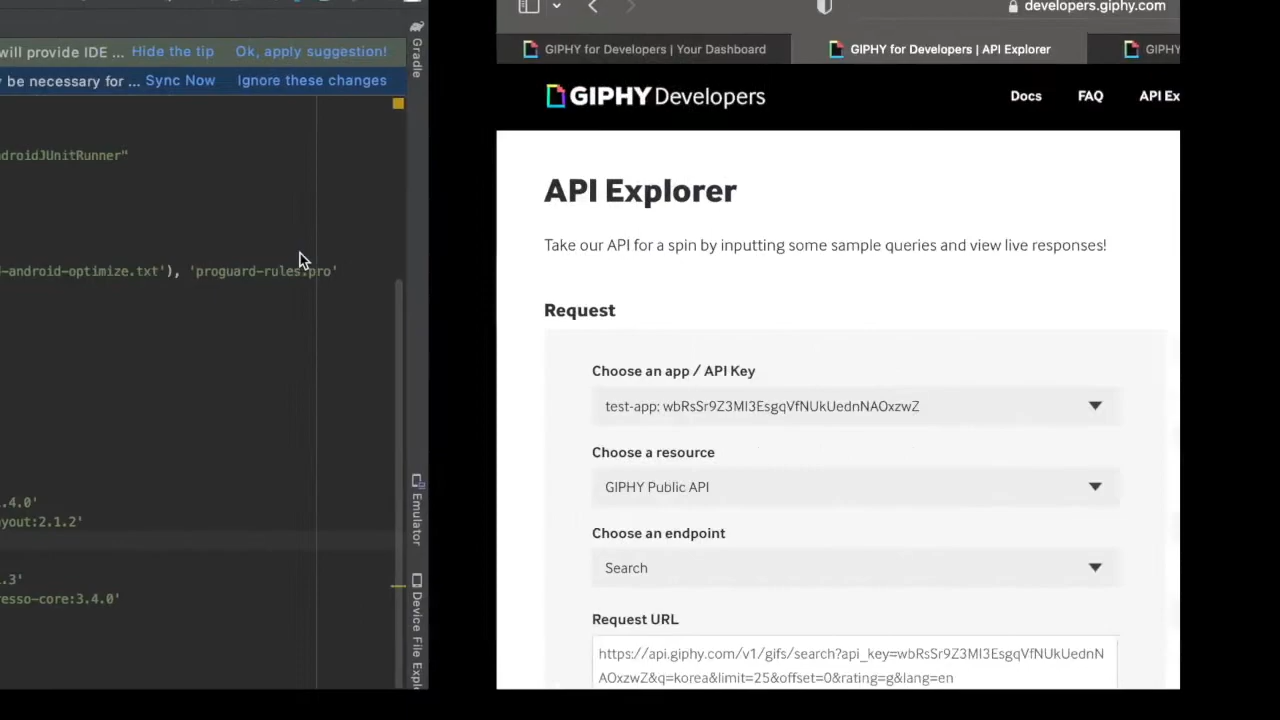 will provide IDE ... Hide the tip Ok, apply suggestion!
be necessary for ... Sync Now Ignore these changes
Gradle
droidJUnitRunner"
-android-optimize.txt'), 'proguard-rules.pro'
.4.0'
yout:2.1.2'
.3'
resso-core:3.4.0'
Emulator
Device File Explo
developers.giphy.com
GIPHY for Developers | Your Dashboard
GIPHY for Developers | API Explorer
GIPHY
GIPHY Developers
Docs FAQ API Ex
API Explorer
Take our API for a spin by inputting some sample queries and view live responses!
Request
Choose an app / API Key
test-app: wbRsSr9Z3MI3EsgqVfNUkUednNAOxzwZ
Choose a resource
GIPHY Public API
Choose an endpoint
Search
Request URL
https://api.giphy.com/v1/gifs/search?api_key=wbRsSr9Z3MI3EsgqVfNUkUednN
AOxzwZ&q=korea&limit=25&offset=0&rating=g&lang=en